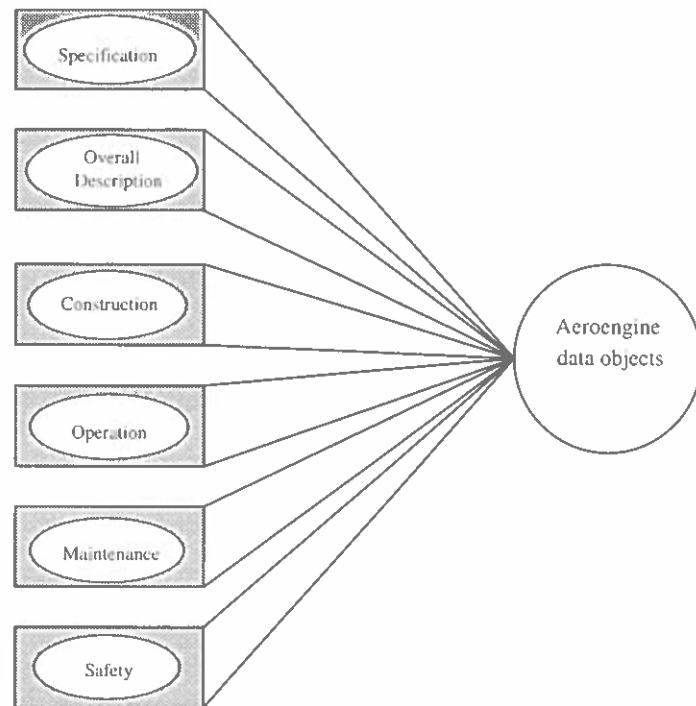 Specification
Overall
Description
Construction
Operation
Maintenance
Safety
Aeroengine
data objects